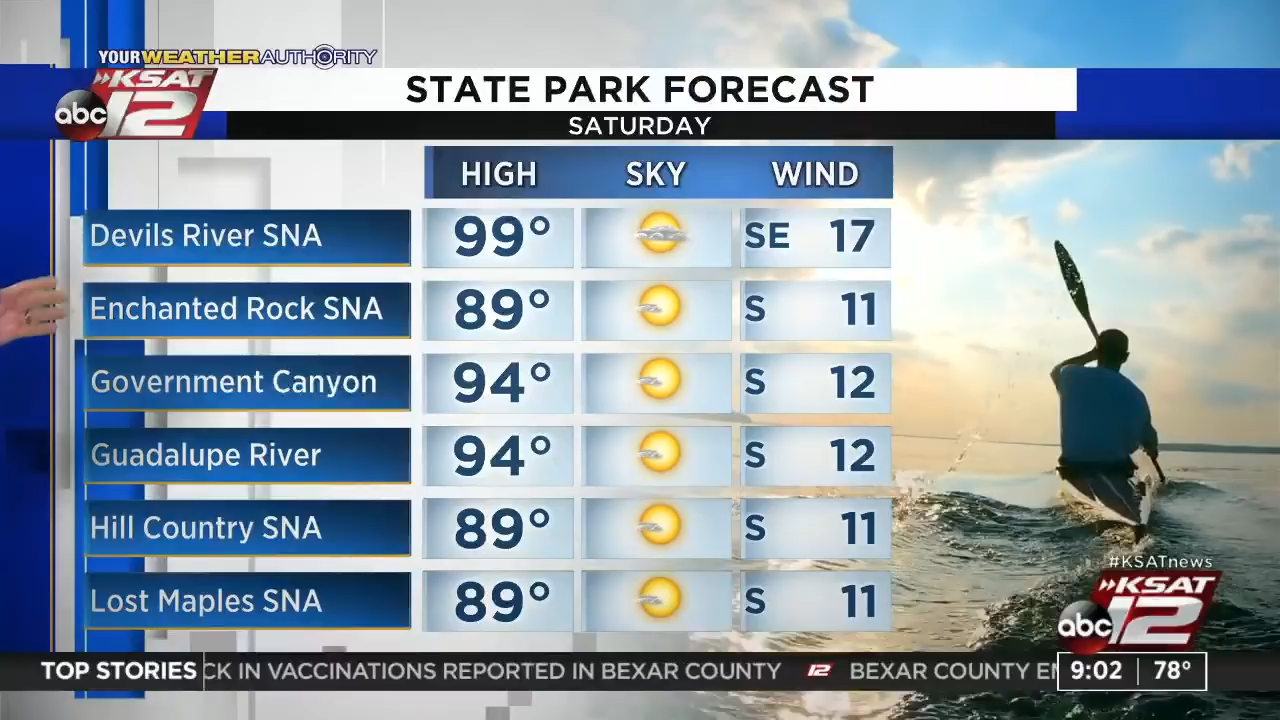 YOUR WEATHER AUTHORITY
KSAT
abc 12
STATE PARK FORECAST
SATURDAY
HIGH SKY WIND
Devils River SNA 99° SE 17
Enchanted Rock SNA 89° S 11
Government Canyon 94° S 12
Guadalupe River 94° S 12
Hill Country SNA 89° S 11
Lost Maples SNA 89° S 11
#KSATnews
KSAT
abc 12
TOP STORIES CK IN VACCINATIONS REPORTED IN BEXAR COUNTY 12 BEXAR COUNTY 9:02 78°